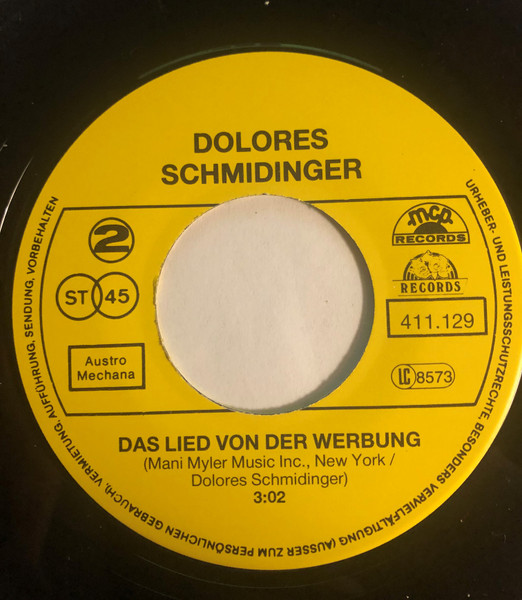 DOLORES
SCHMIDINGER
2
ST 45
Austro
Mechana
mcp
RECORDS
RECORDS
411.129
LC 8573
DAS LIED VON DER WERBUNG
(Mani Myler Music Inc., New York /
Dolores Schmidinger)
3:02
URHEBER- UND LEISTUNGSSCHUTZRECHTE, BESONDERS VERVIELFÄLTIGUNG (AUSSER ZUM PERSÖNLICHEN GEBRAUCH), VERMIETUNG, AUFFÜHRUNG, SENDUNG, VORBEHALTEN